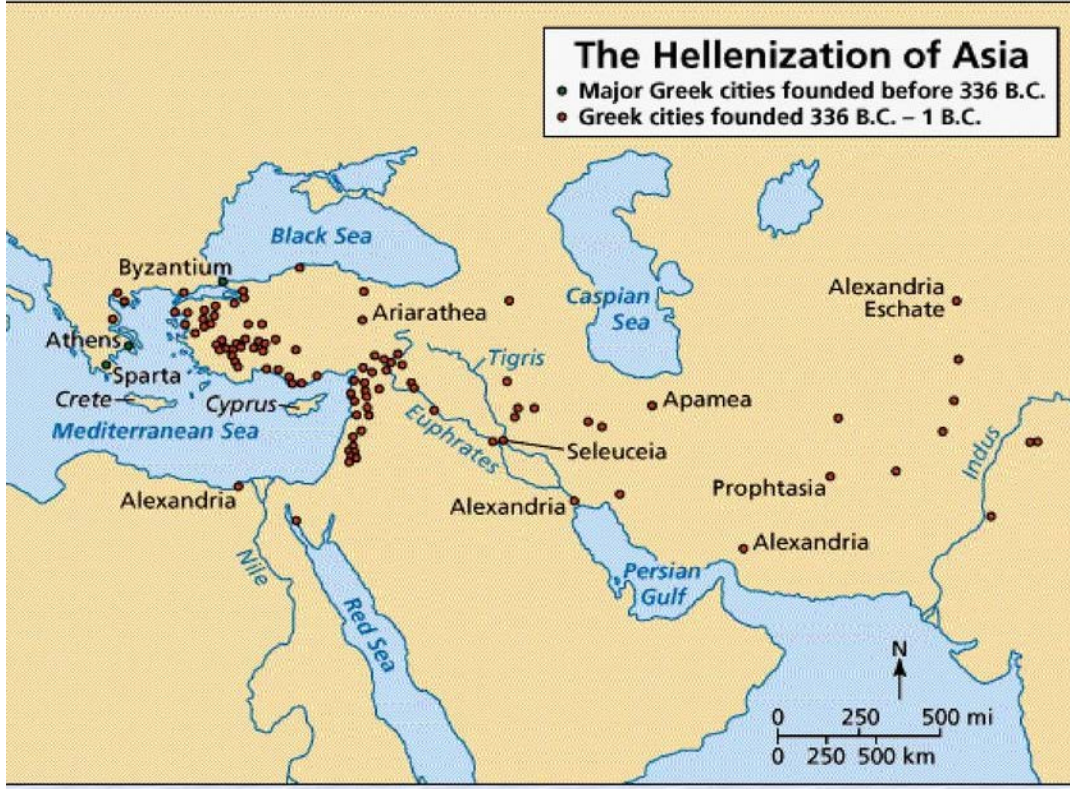 The Hellenization of Asia
Major Greek cities founded before 336 B.C.
Greek cities founded 336 B.C. – 1 B.C.
Black Sea
Byzantium
Caspian
Sea
Alexandria
Eschate
Ariarathea
Athens
Sparta
Tigris
Crete
Cyprus
Apamea
Mediterranean Sea
Euphrates
Seleuceia
Indus
Alexandria
Alexandria
Prophtasia
Alexandria
Nile
Persian
Gulf
Red Sea
N
0 250 500 mi
0 250 500 km